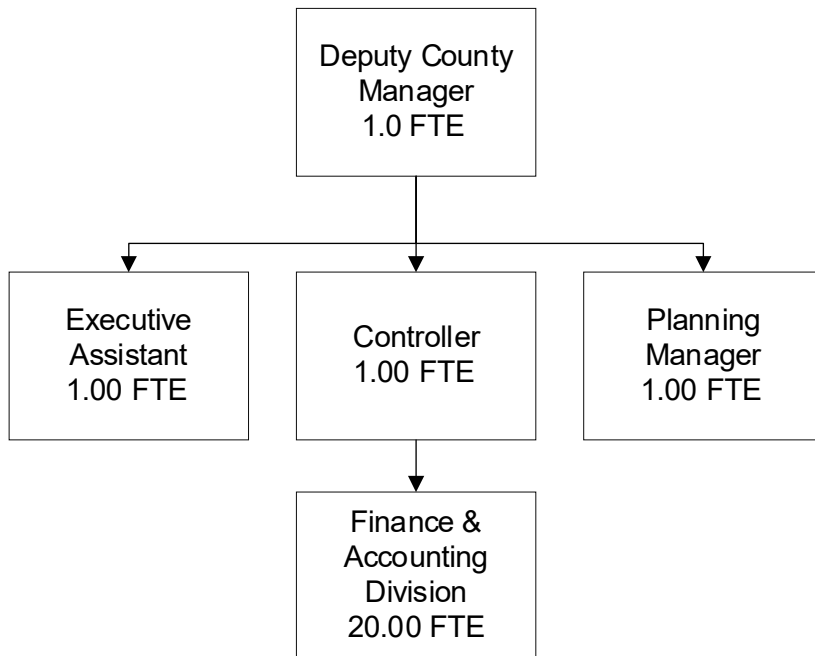 Deputy County
Manager
1.0 FTE
Executive
Assistant
1.00 FTE
Controller
1.00 FTE
Planning
Manager
1.00 FTE
Finance &
Accounting
Division
20.00 FTE